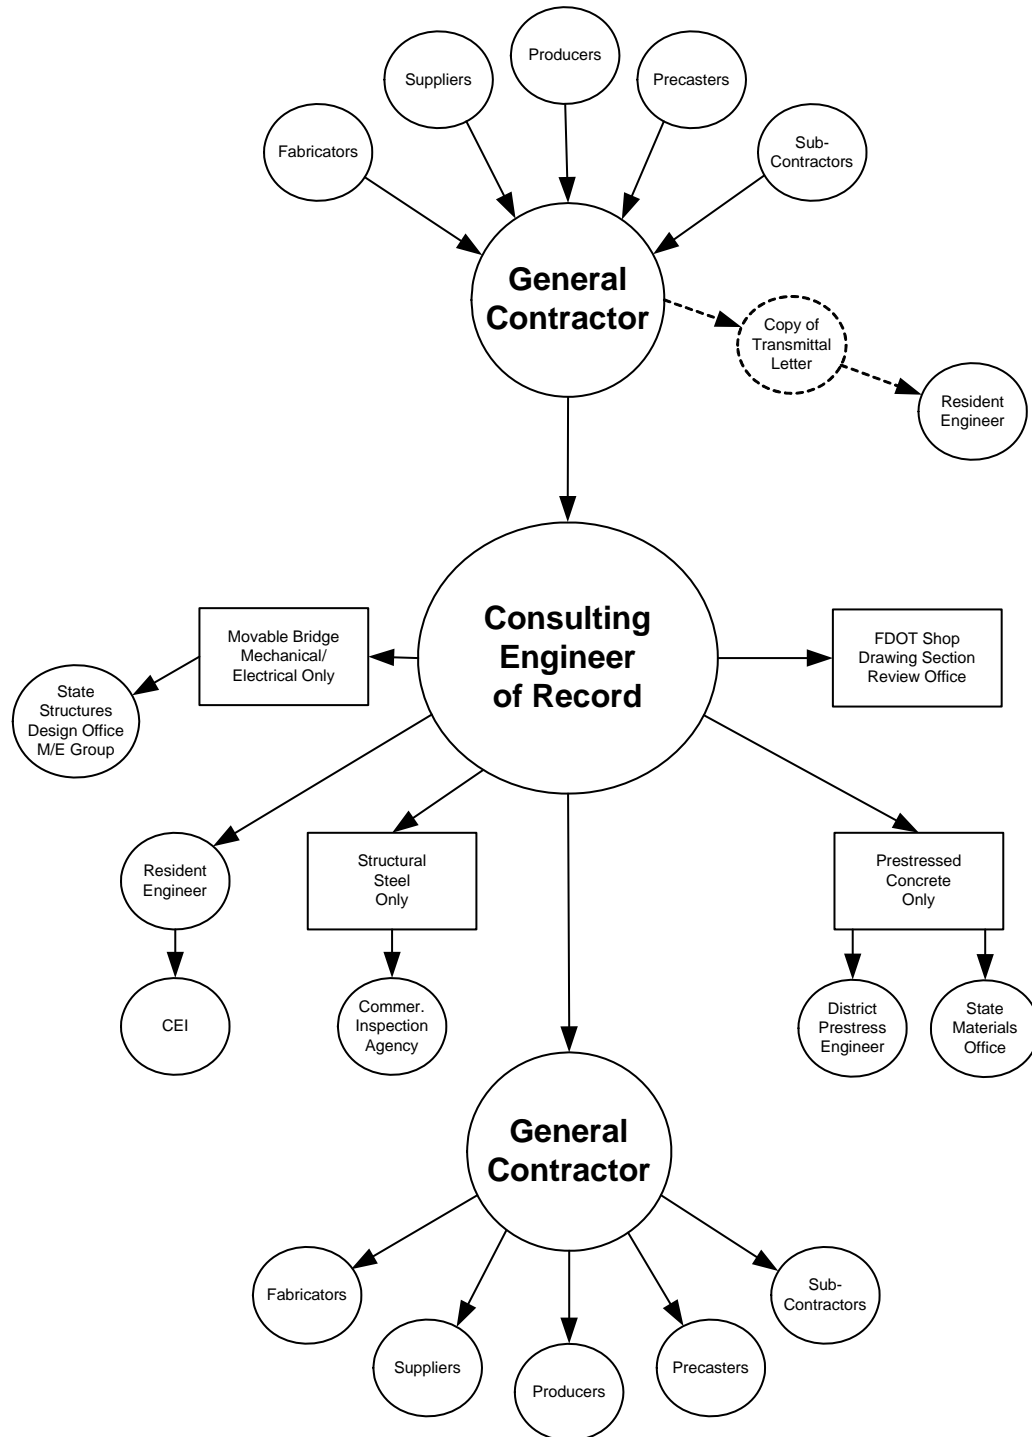 Producers
Suppliers
Precasters
Fabricators
Sub-
Contractors
General
Contractor
Copy of
Transmittal
Letter
Resident
Engineer
Consulting
Engineer
of Record
Movable Bridge
Mechanical/
Electrical Only
FDOT Shop
Drawing Section
Review Office
State
Structures
Design Office
M/E Group
Resident
Engineer
Structural
Steel
Only
Prestressed
Concrete
Only
CEI
Commer.
Inspection
Agency
District
Prestress
Engineer
State
Materials
Office
General
Contractor
Fabricators
Sub-
Contractors
Suppliers
Precasters
Producers